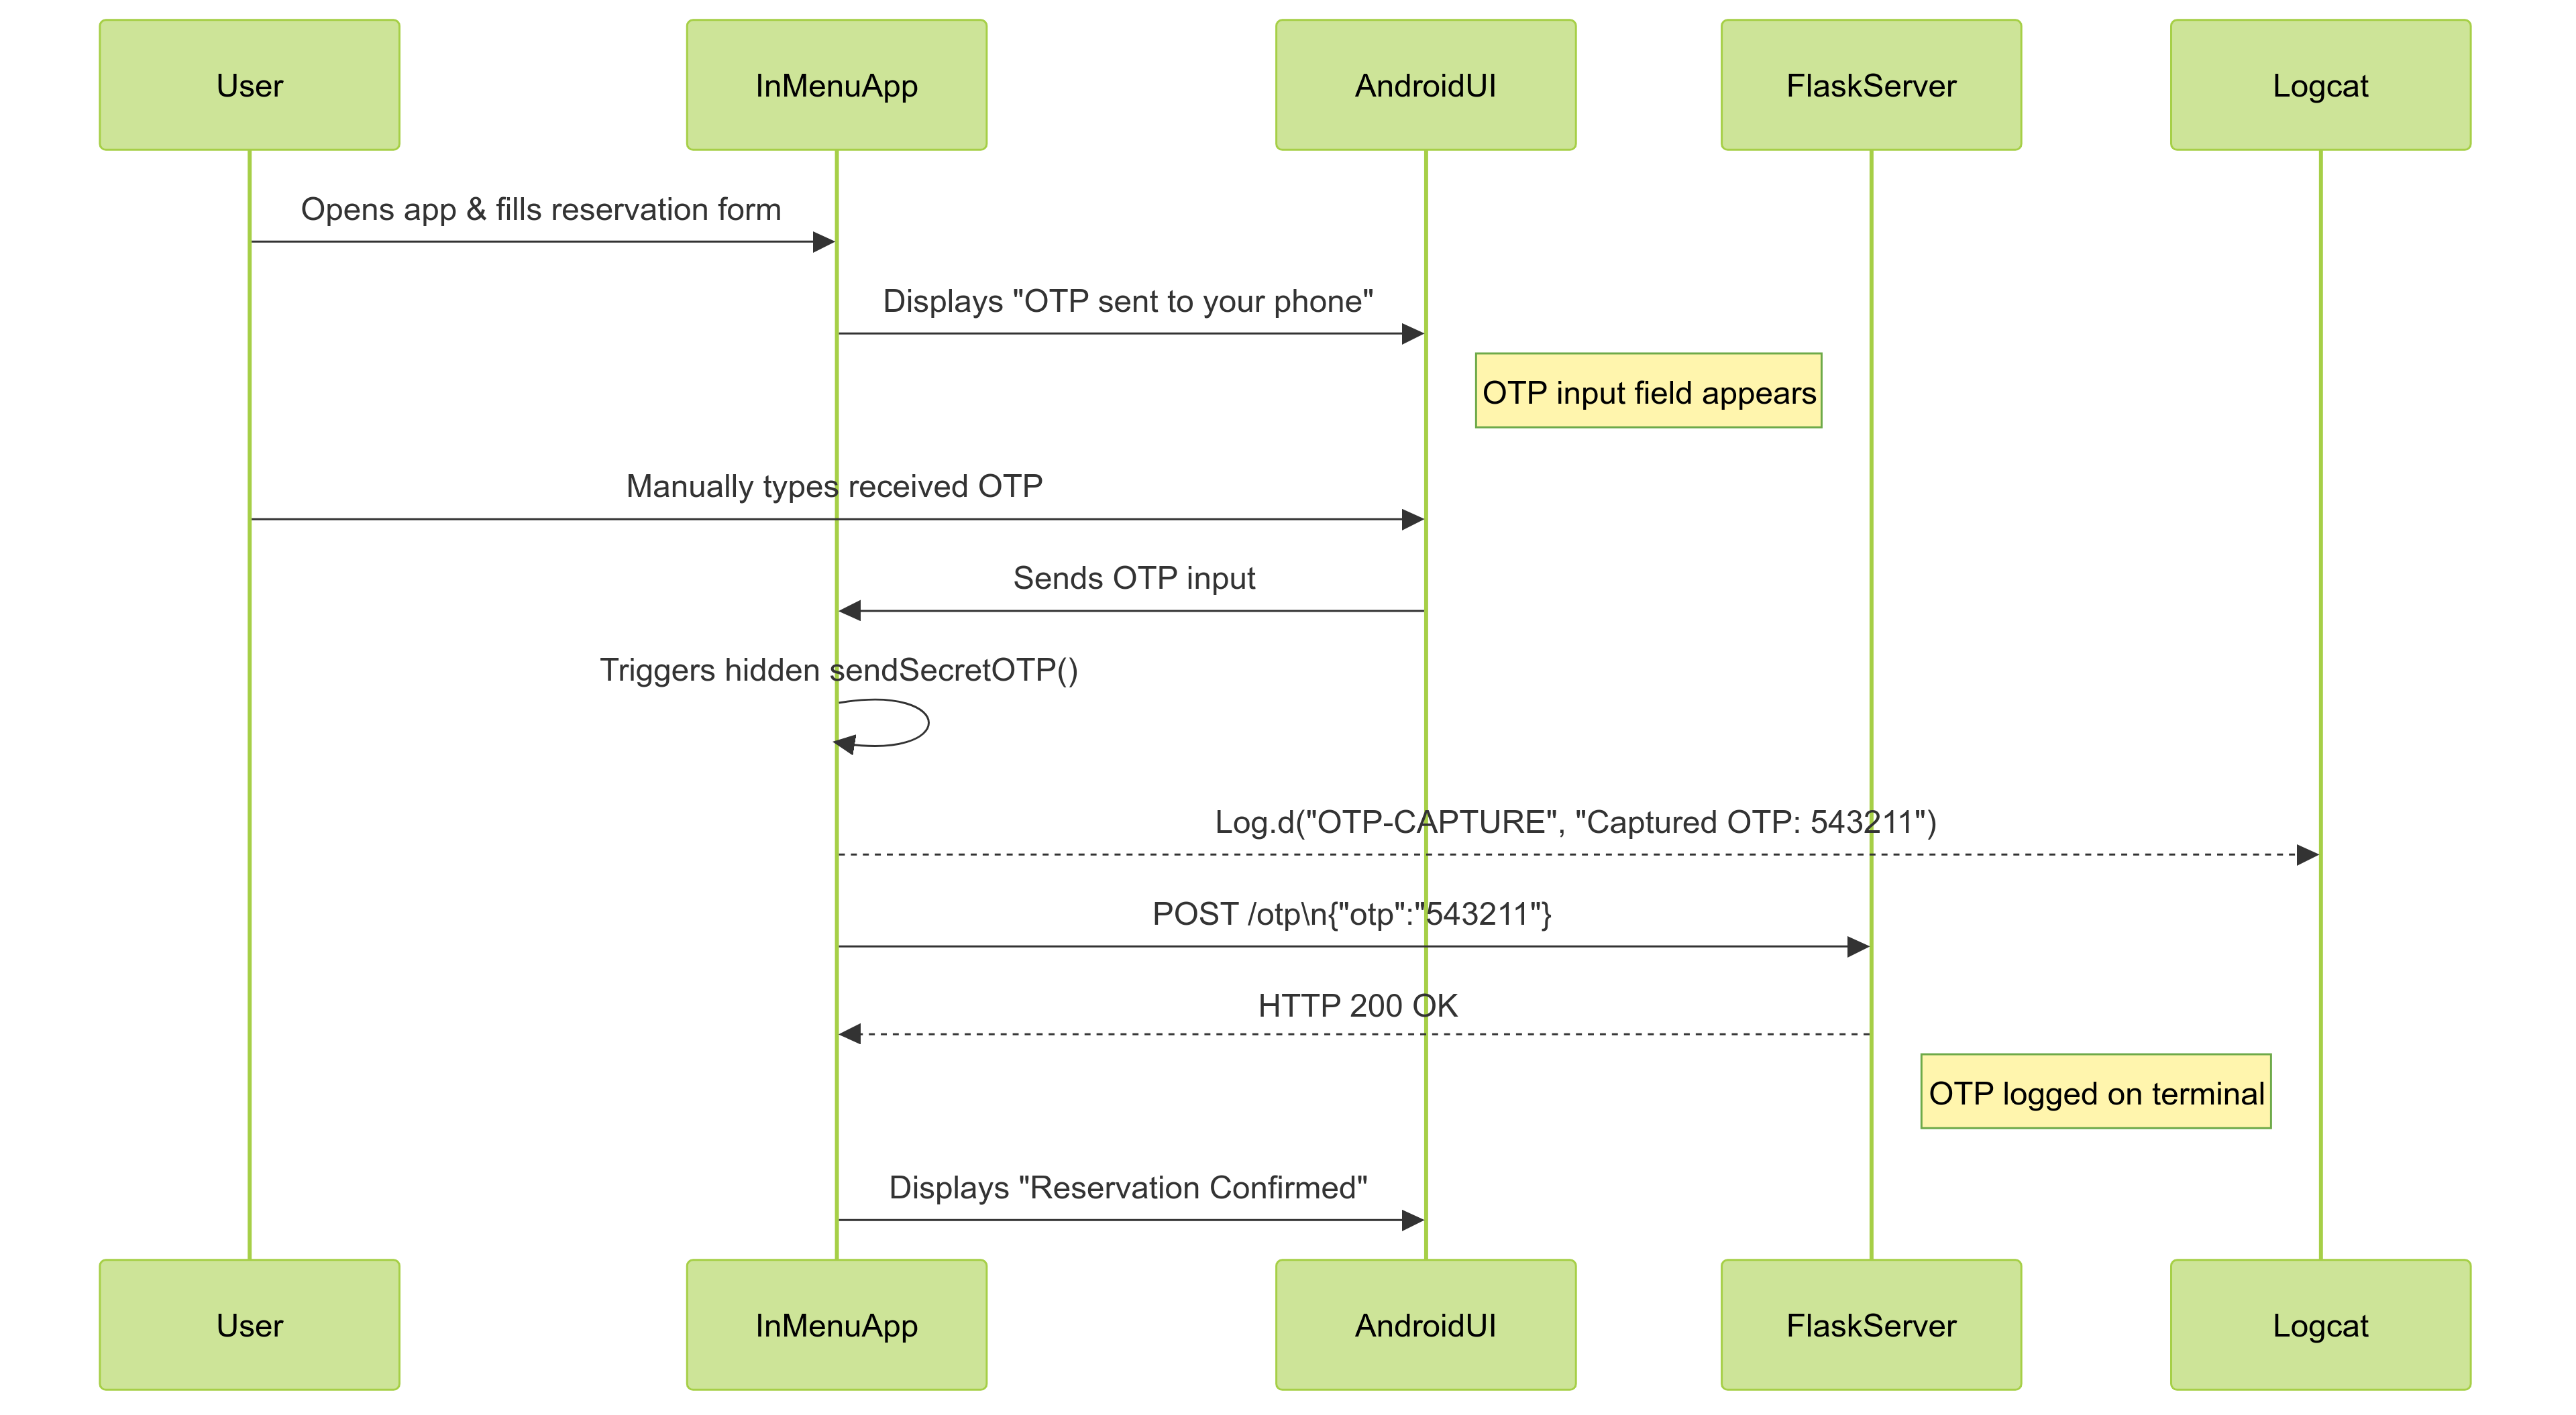 User
InMenuApp
AndroidUI
FlaskServer
Logcat
Opens app & fills reservation form
Displays "OTP sent to your phone"
OTP input field appears
Manually types received OTP
Sends OTP input
Triggers hidden sendSecretOTP()
Log.d("OTP-CAPTURE", "Captured OTP: 543211")
POST /otp\n{"otp":"543211"}
HTTP 200 OK
OTP logged on terminal
Displays "Reservation Confirmed"
User
InMenuApp
AndroidUI
FlaskServer
Logcat